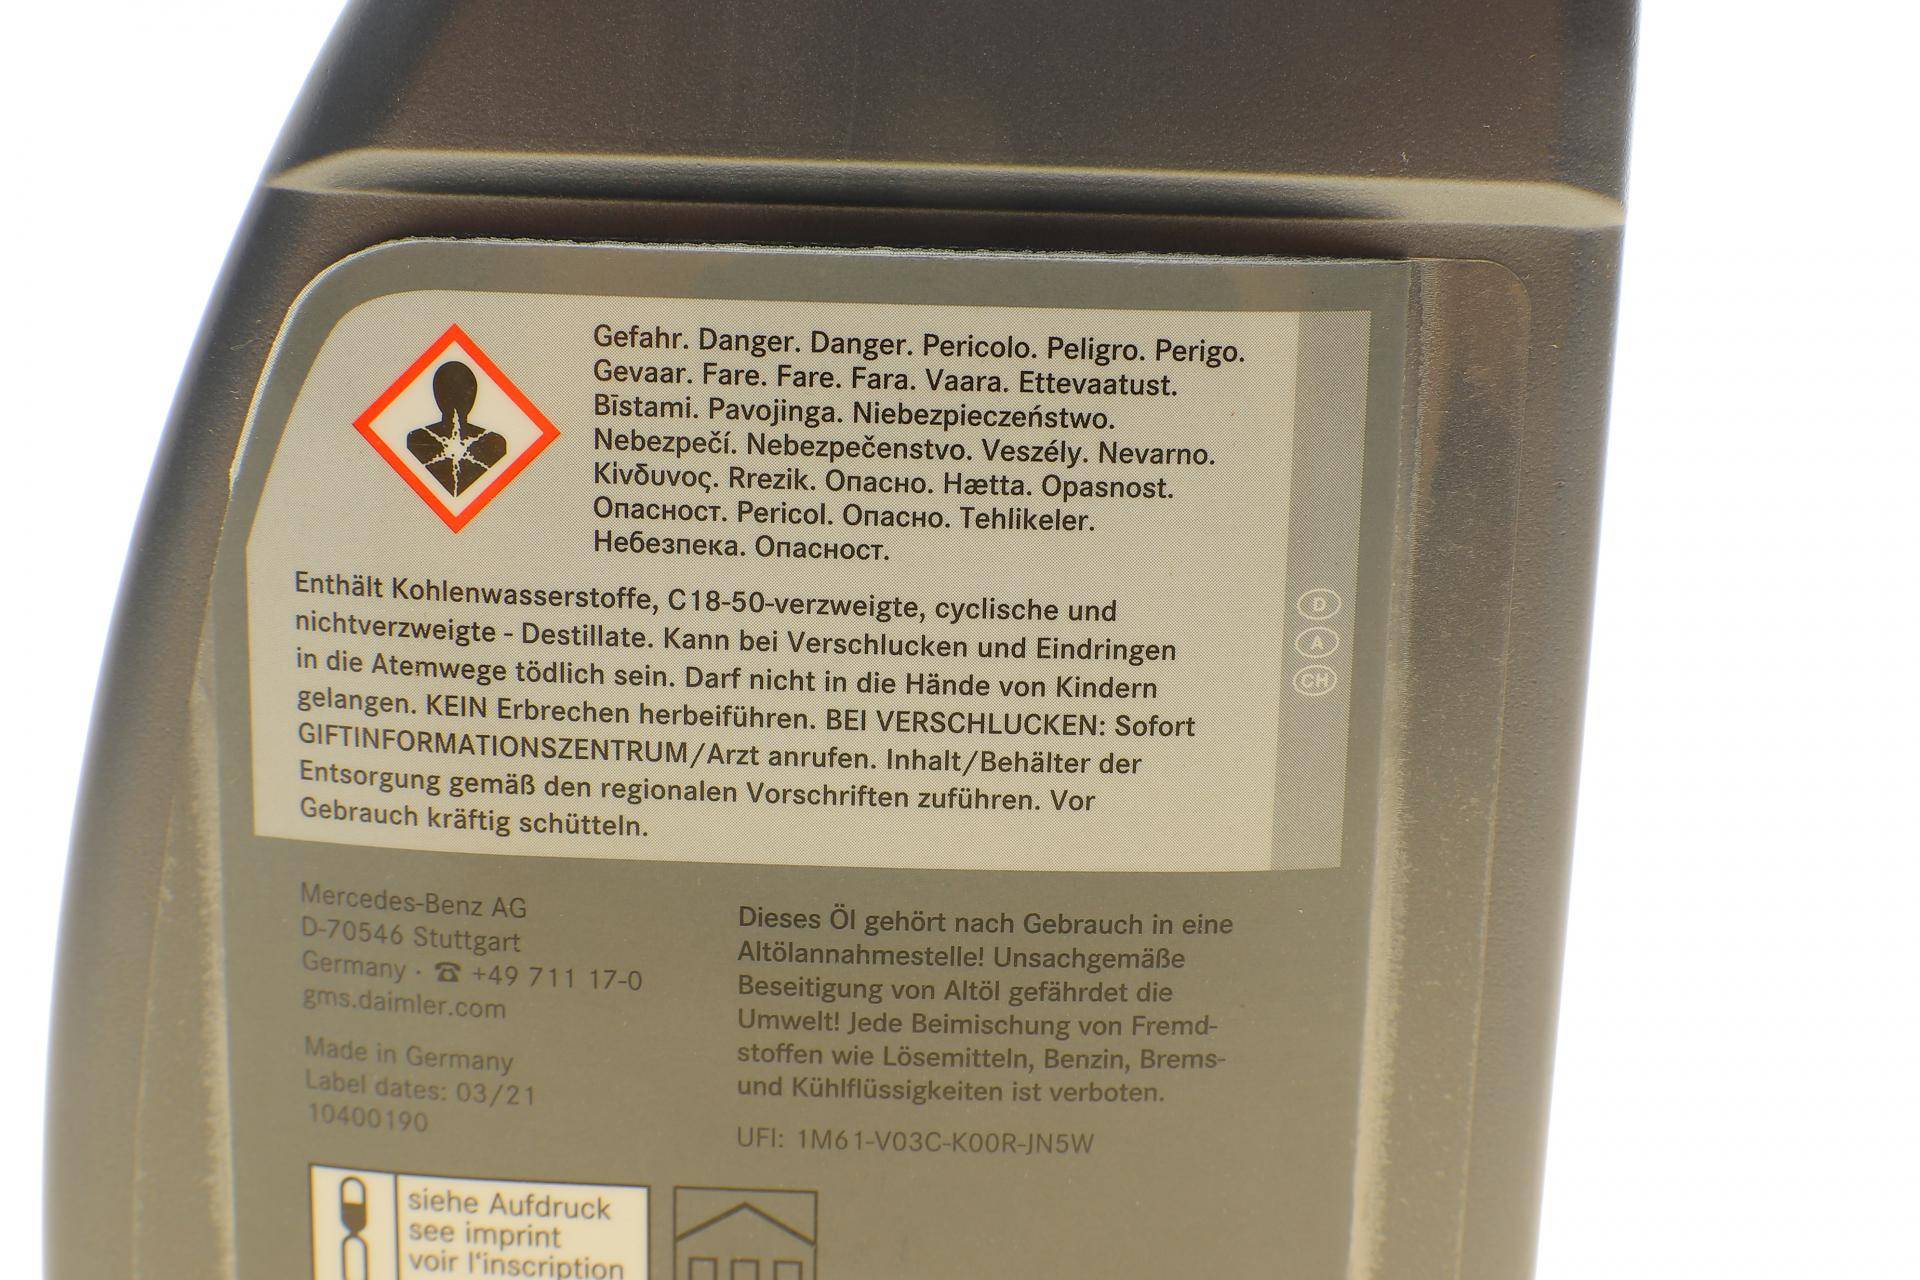 Gefahr. Danger. Danger. Pericolo. Peligro. Perigo.
Gevaar. Fare. Fare. Fara. Vaara. Ettevaatust.
Bīstami. Pavojinga. Niebezpieczeństwo.
Nebezpečí. Nebezpečenstvo. Veszély. Nevarno.
Κίνδυνος. Rrezik. Опасно. Hætta. Opasnost.
Опасност. Pericol. Опасно. Tehlikeler.
Небезпека. Опасност.
Enthält Kohlenwasserstoffe, C18-50-verzweigte, cyclische und
nichtverzweigte - Destillate. Kann bei Verschlucken und Eindringen
in die Atemwege tödlich sein. Darf nicht in die Hände von Kindern
gelangen. KEIN Erbrechen herbeiführen. BEI VERSCHLUCKEN: Sofort
GIFTINFORMATIONSZENTRUM/Arzt anrufen. Inhalt/Behälter der
Entsorgung gemäß den regionalen Vorschriften zuführen. Vor
Gebrauch kräftig schütteln.
D
A
CH
Mercedes-Benz AG
D-70546 Stuttgart
Germany · ☎ +49 711 17-0
gms.daimler.com
Made in Germany
Label dates: 03/21
10400190
Dieses Öl gehört nach Gebrauch in eine
Altölannahmestelle! Unsachgemäße
Beseitigung von Altöl gefährdet die
Umwelt! Jede Beimischung von Fremd-
stoffen wie Lösemitteln, Benzin, Brems-
und Kühlflüssigkeiten ist verboten.
UFI: 1M61-V03C-K00R-JN5W
siehe Aufdruck
see imprint
voir l'inscription